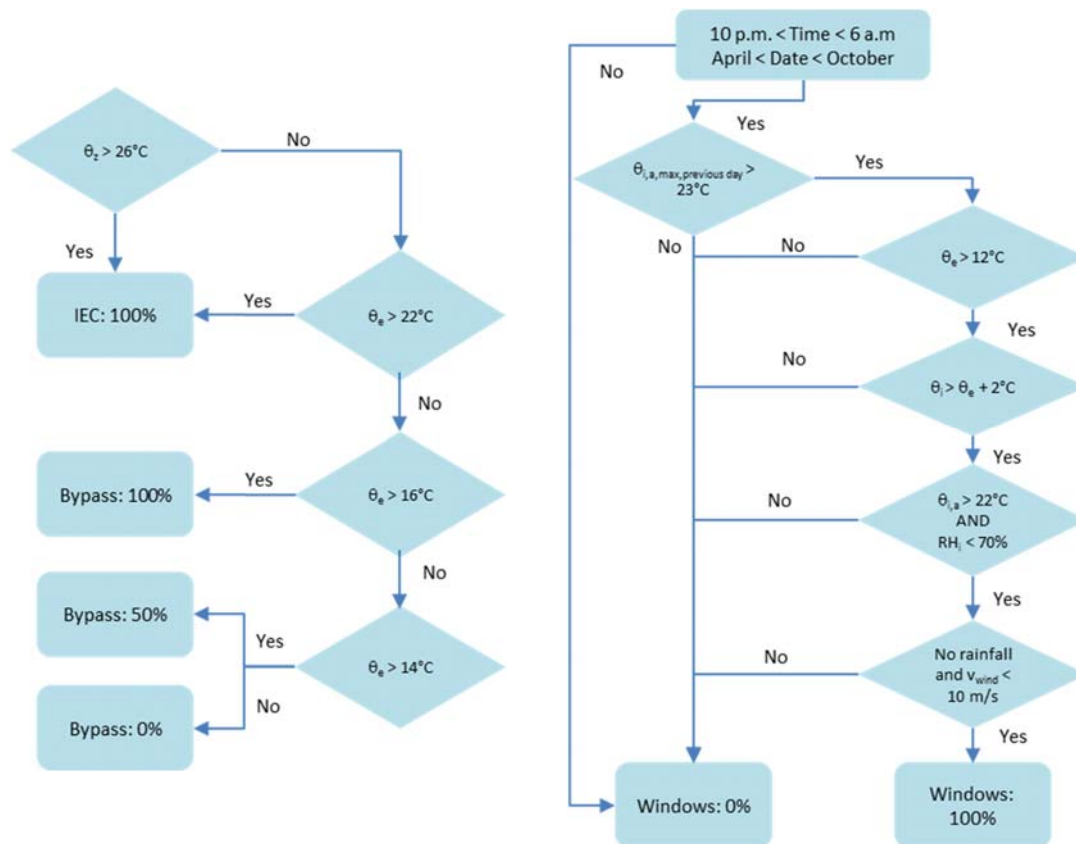 θz > 26°C
No
Yes
IEC: 100%
Yes
θe > 22°C
No
Bypass: 100%
Yes
θe > 16°C
No
Bypass: 50%
Yes
θe > 14°C
No
Bypass: 0%
10 p.m. < Time < 6 a.m
April < Date < October
No
Yes
θi,a,max,previous day >
23°C
Yes
No
No
θe > 12°C
Yes
No
θi > θe + 2°C
Yes
No
θi,a > 22°C
AND
RHi < 70%
Yes
No
No rainfall
and vwind <
10 m/s
Yes
Windows: 0%
Windows:
100%